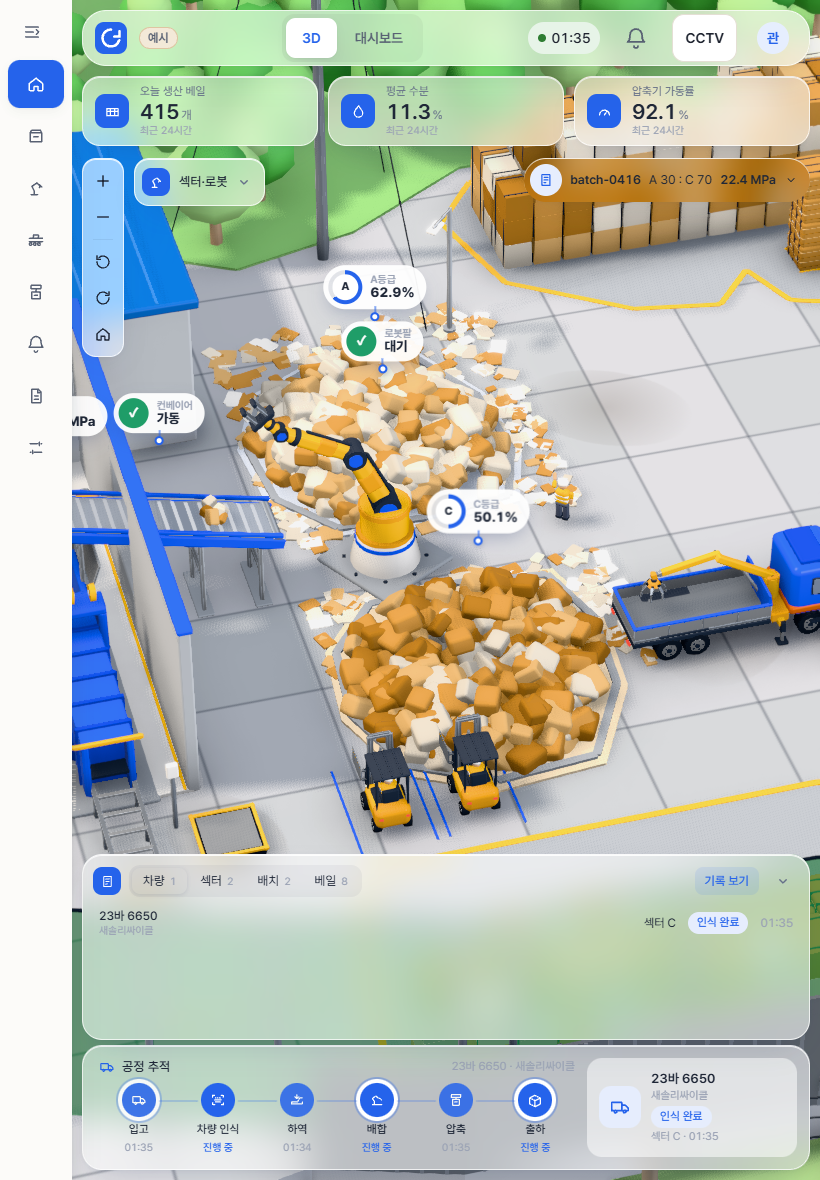 예시
3D
대시보드
01:35
CCTV
관
오늘 생산 베일
415개
최근 24시간
평균 수분
11.3%
최근 24시간
압축기 가동률
92.1%
최근 24시간
섹터·로봇
batch-0416 A 30 : C 70 22.4 MPa
A
A등급
62.9%
로봇팔
대기
MPa
컨베이어
가동
C
C등급
50.1%
차량 1
섹터 2
배치 2
베일 8
기록 보기
23바 6650
새솔리싸이클
섹터 C
인식 완료
01:35
공정 추적
23바 6650 · 새솔리싸이클
입고
01:35
차량 인식
진행 중
하역
01:34
배합
진행 중
압축
01:35
출하
진행 중
23바 6650
새솔리싸이클
인식 완료
섹터 C · 01:35